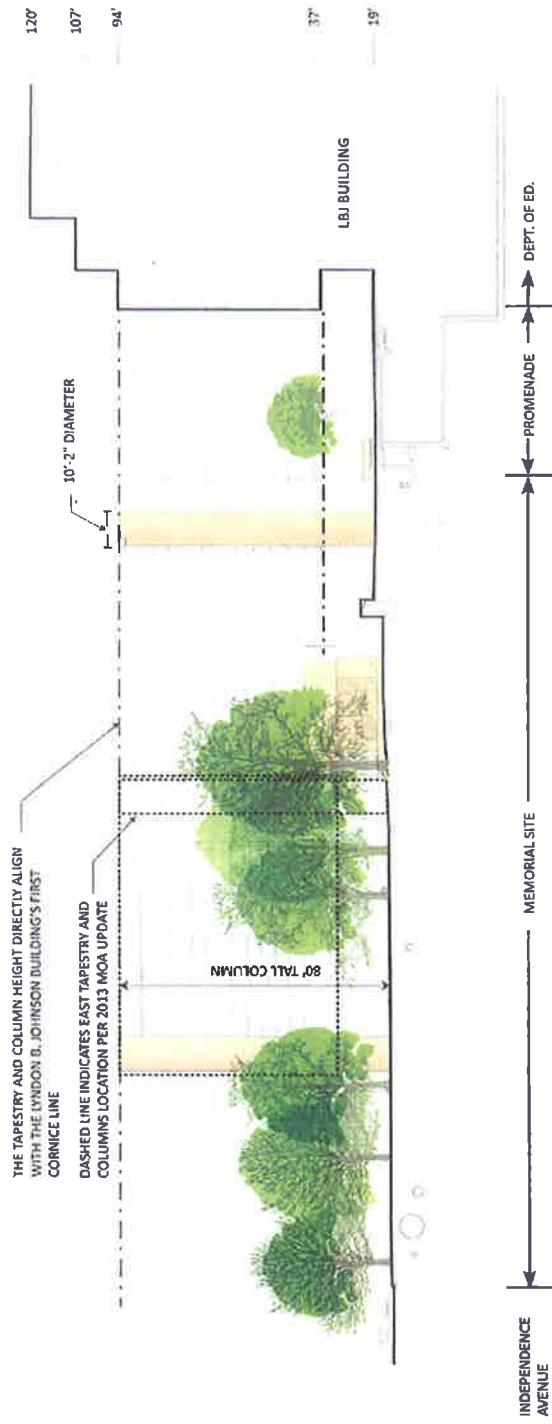 THE TAPESTRY AND COLUMN HEIGHT DIRECTLY ALIGN
WITH THE LYNDON B. JOHNSON BUILDING'S FIRST
CORNICE LINE
DASHED LINE INDICATES EAST TAPESTRY AND
COLUMNS LOCATION PER 2013 MOA UPDATE
10'-2" DIAMETER
120'
107'
94'
37'
19'
80' TALL COLUMN
LBJ BUILDING
INDEPENDENCE
AVENUE
MEMORIAL SITE
PROMENADE
DEPT. OF ED.